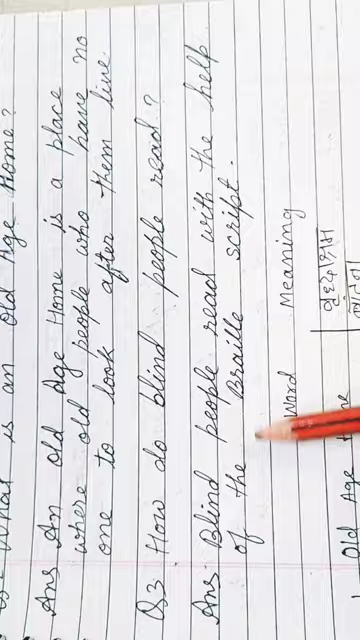 What is an Old Age Home?
Ans An Old Age Home is a place
where old people who have no
one to look after them live.
Q3. How do blind people read?
Ans. Blind people read with the help
of the Braille script.
Word Meaning
1. Old Age